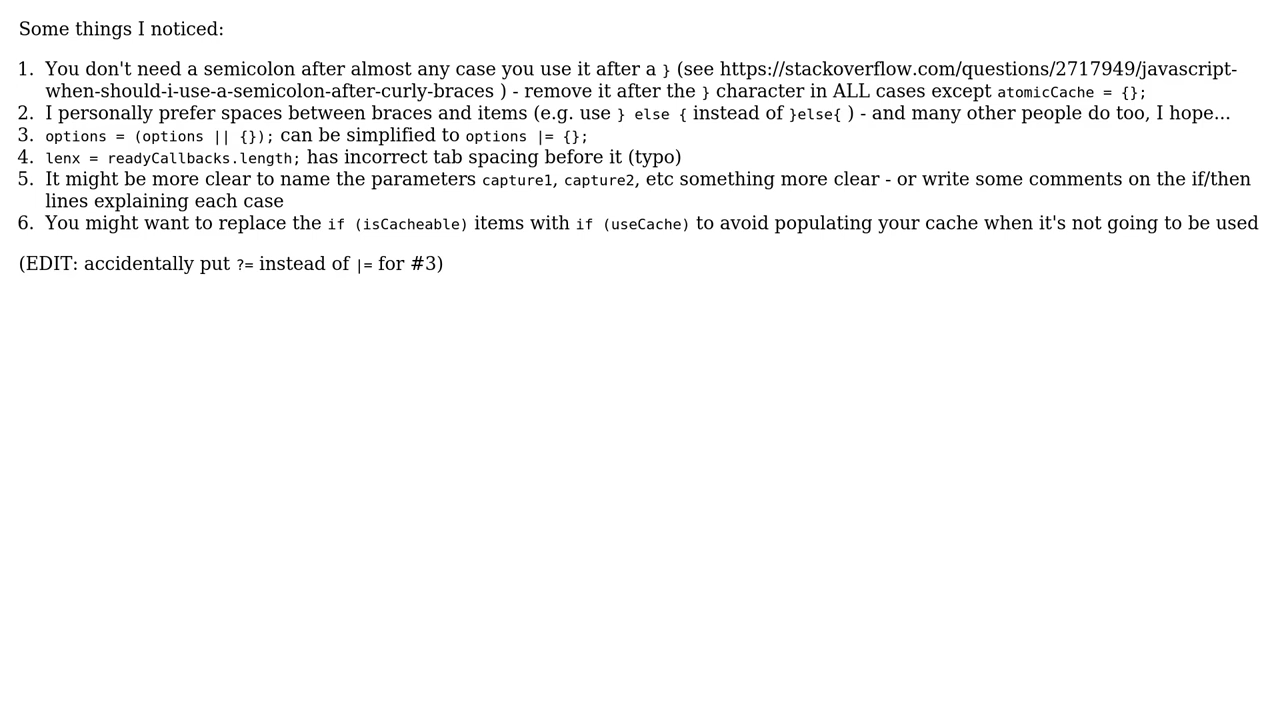 Some things I noticed:
1. You don't need a semicolon after almost any case you use it after a } (see https://stackoverflow.com/questions/2717949/javascript-
when-should-i-use-a-semicolon-after-curly-braces ) - remove it after the } character in ALL cases except atomicCache = {};
2. I personally prefer spaces between braces and items (e.g. use } else { instead of }else{ ) - and many other people do too, I hope...
3. options = (options || {}); can be simplified to options |= {};
4. lenx = readyCallbacks.length; has incorrect tab spacing before it (typo)
5. It might be more clear to name the parameters capture1, capture2, etc something more clear - or write some comments on the if/then
lines explaining each case
6. You might want to replace the if (isCacheable) items with if (useCache) to avoid populating your cache when it's not going to be used
(EDIT: accidentally put ?= instead of |= for #3)